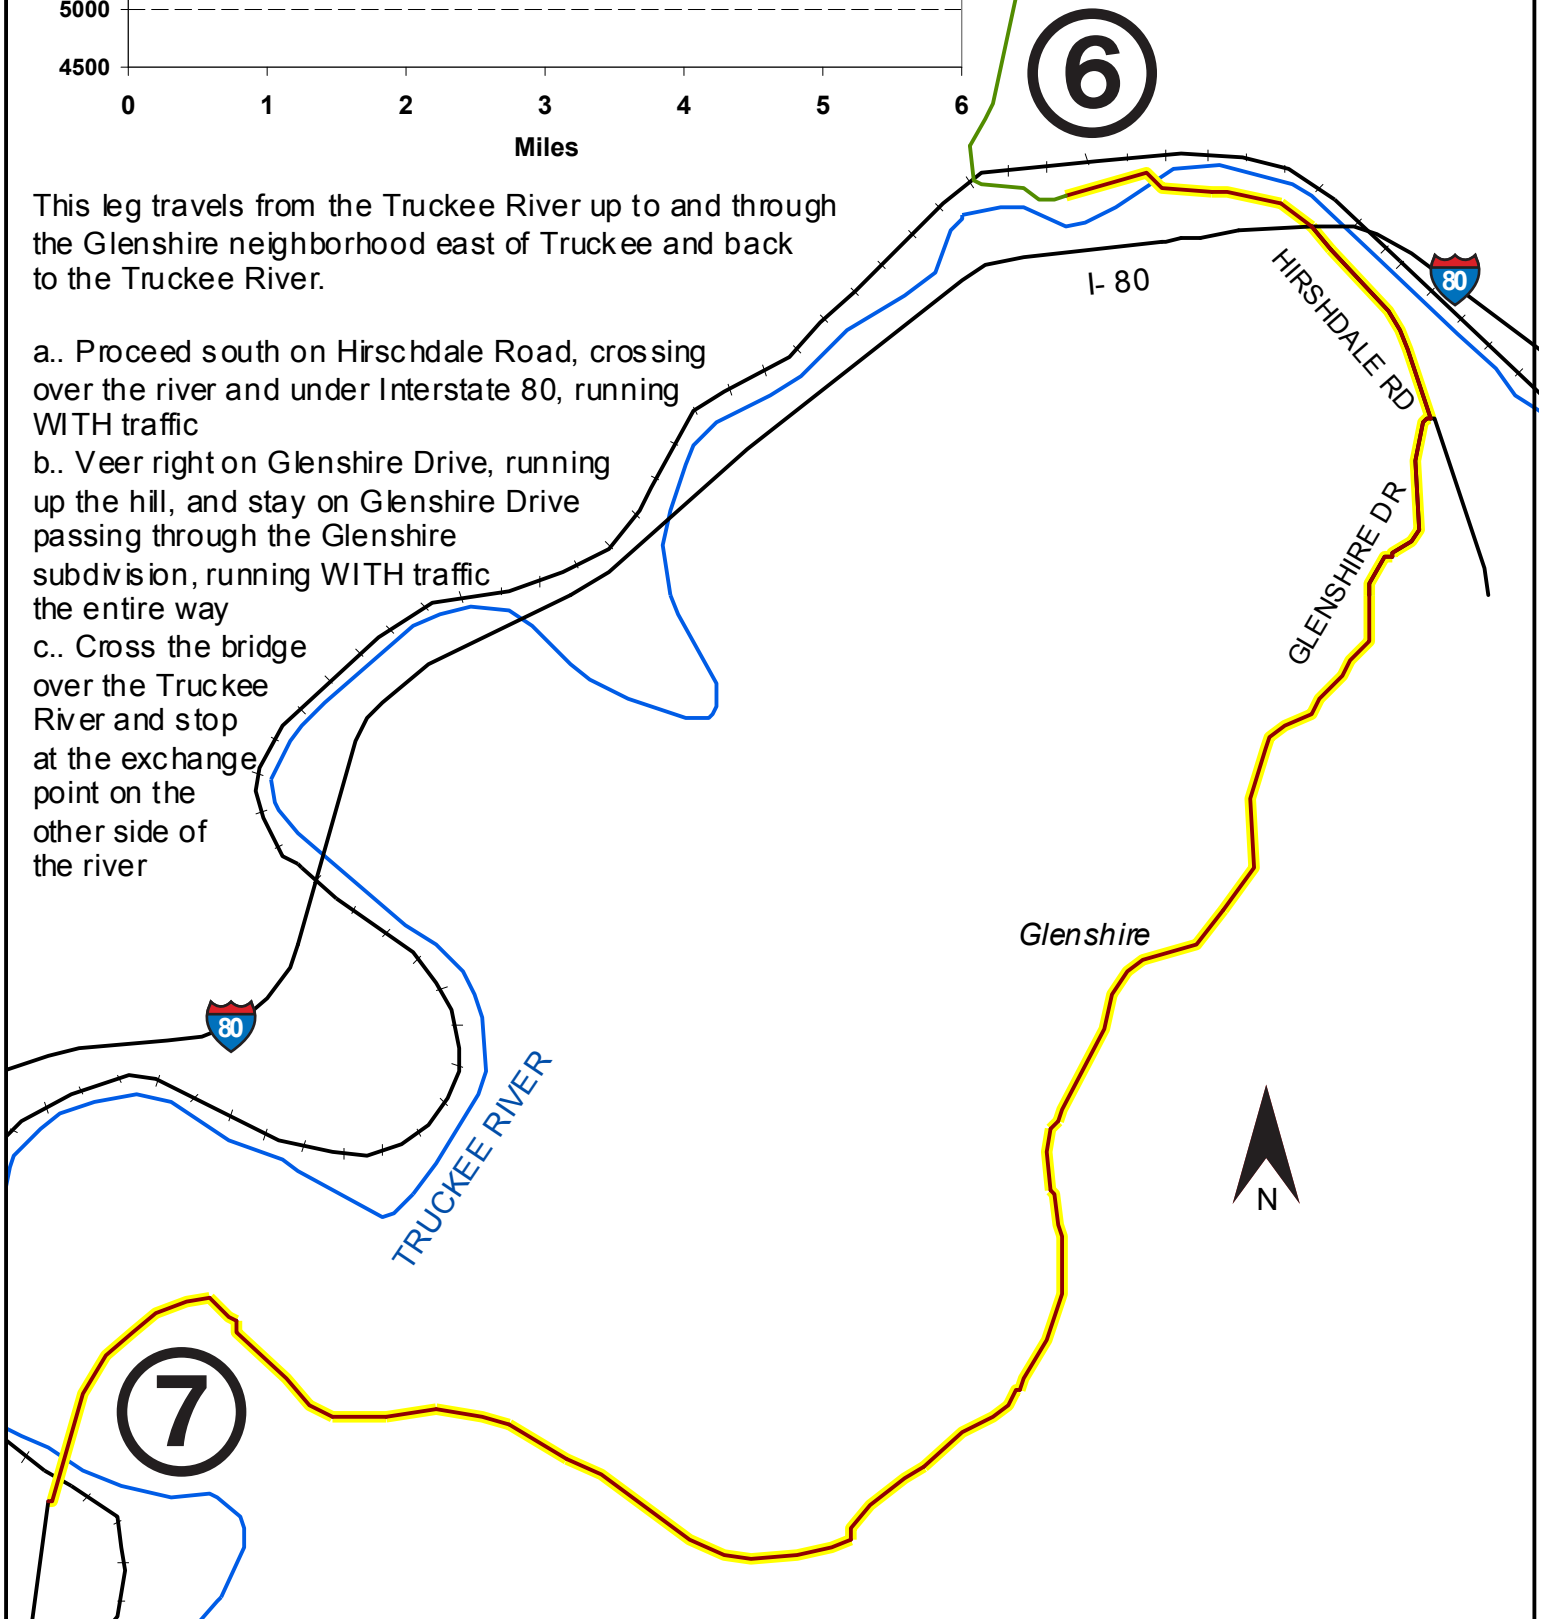 5000
4500
0 1 2 3 4 5 6
Miles
6
This leg travels from the Truckee River up to and through
the Glenshire neighborhood east of Truckee and back
to the Truckee River.
a.. Proceed south on Hirschdale Road, crossing
over the river and under Interstate 80, running
WITH traffic
b.. Veer right on Glenshire Drive, running
up the hill, and stay on Glenshire Drive
passing through the Glenshire
subdivision, running WITH traffic
the entire way
c.. Cross the bridge
over the Truckee
River and stop
at the exchange
point on the
other side of
the river
I- 80
80
HIRSHDALE RD
GLENSHIRE DR
Glenshire
80
TRUCKEE RIVER
N
7